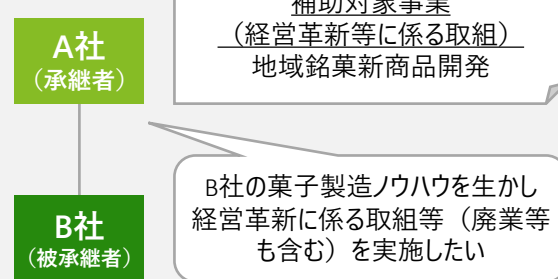 補助対象事業
（経営革新等に係る取組）
地域銘菓新商品開発
A社
（承継者）
B社の菓子製造ノウハウを生かし
経営革新に係る取組等（廃業等
も含む）を実施したい
B社
（被承継者）